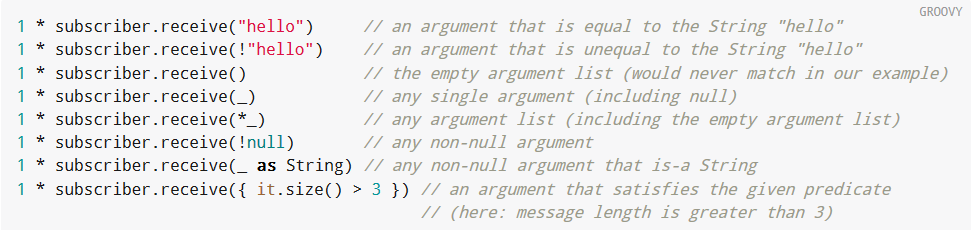 GROOVY
1 * subscriber.receive("hello")     // an argument that is equal to the String "hello"
1 * subscriber.receive(!"hello")    // an argument that is unequal to the String "hello"
1 * subscriber.receive()            // the empty argument list (would never match in our example)
1 * subscriber.receive(_)           // any single argument (including null)
1 * subscriber.receive(*_)          // any argument list (including the empty argument list)
1 * subscriber.receive(!null)       // any non-null argument
1 * subscriber.receive(_ as String) // any non-null argument that is-a String
1 * subscriber.receive({ it.size() > 3 }) // an argument that satisfies the given predicate
                                          // (here: message length is greater than 3)